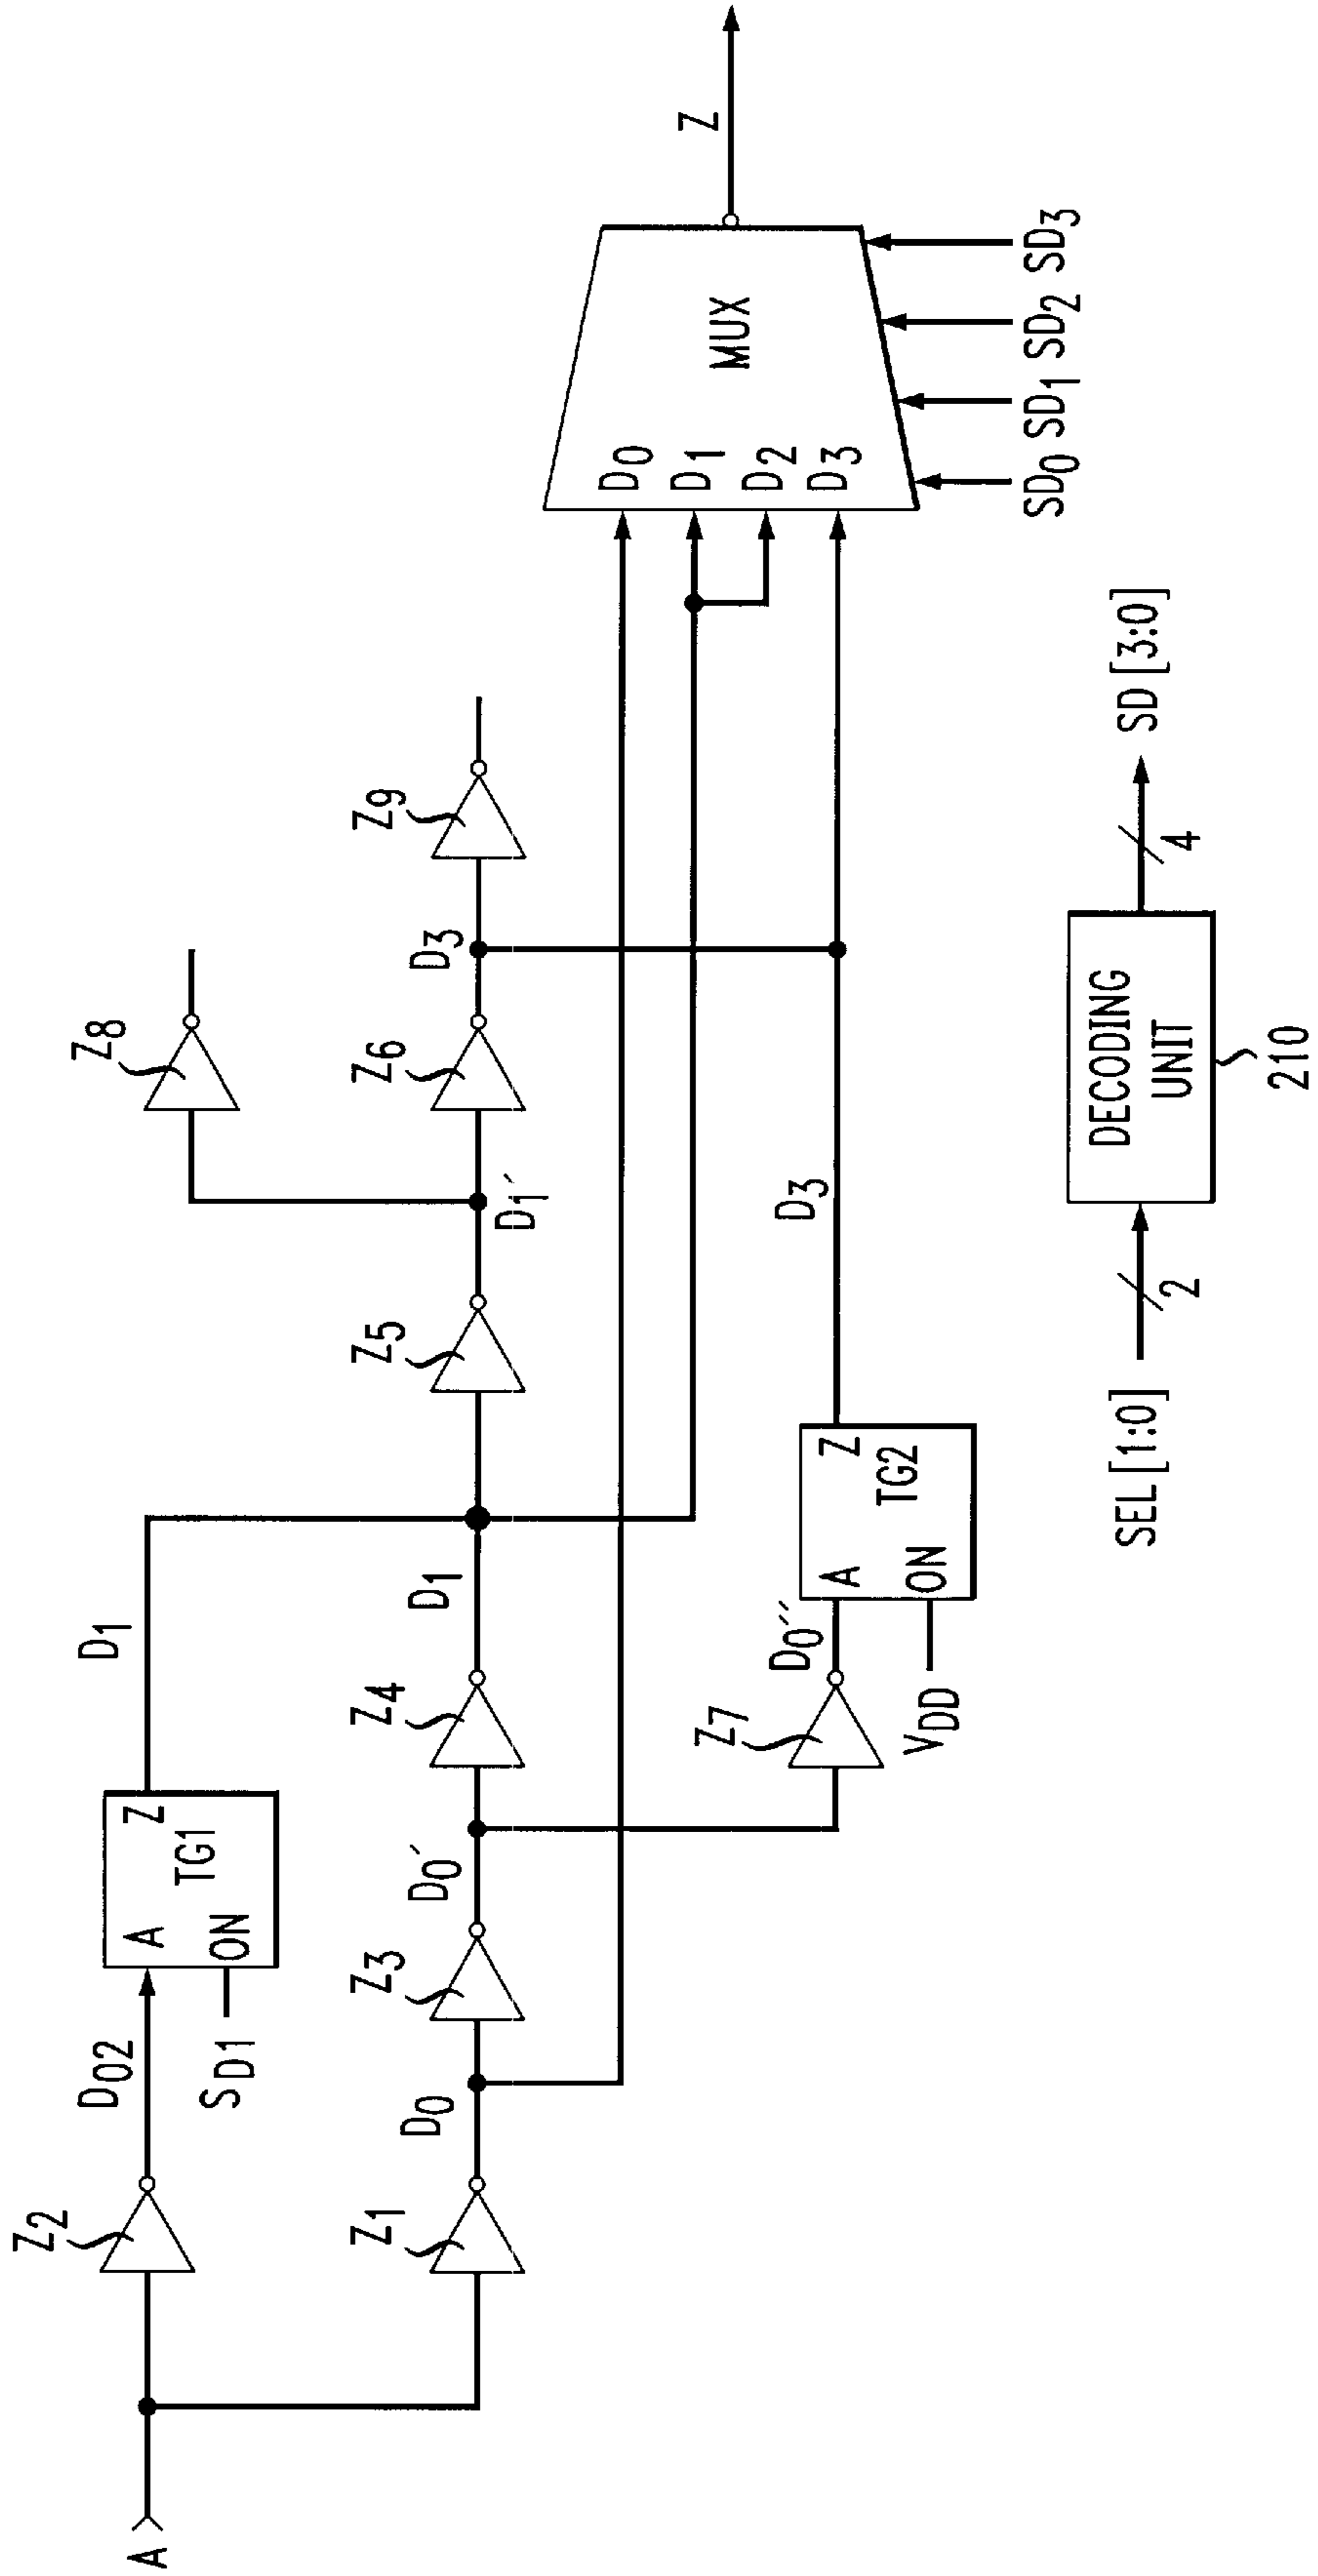 A
Z2
D02
SD1
A
Z
TG1
ON
D1
Z1
D0
Z3
D0′
Z4
D1
Z5
D1′
Z8
Z6
D3
Z9
Z7
D0′′
VDD
A
Z
TG2
ON
D3
D0
D1
D2
D3
MUX
Z
SD0
SD1
SD2
SD3
SEL [1:0]
2
DECODING
UNIT
210
4
SD [3:0]